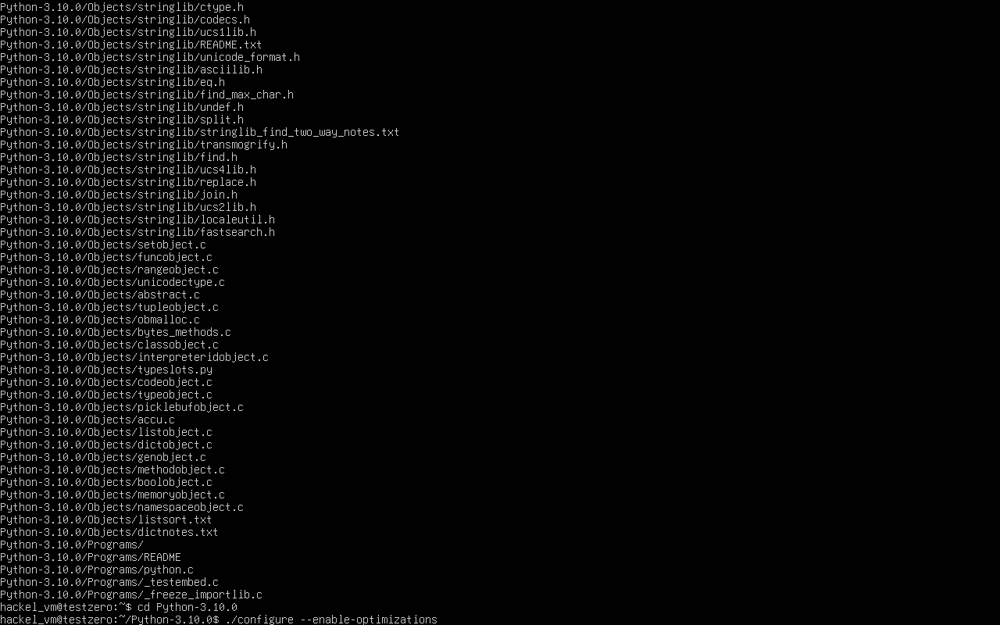 Python-3.10.0/Objects/stringlib/ctype.h
Python-3.10.0/Objects/stringlib/codecs.h
Python-3.10.0/Objects/stringlib/ucs1lib.h
Python-3.10.0/Objects/stringlib/README.txt
Python-3.10.0/Objects/stringlib/unicode_format.h
Python-3.10.0/Objects/stringlib/asciilib.h
Python-3.10.0/Objects/stringlib/eq.h
Python-3.10.0/Objects/stringlib/find_max_char.h
Python-3.10.0/Objects/stringlib/undef.h
Python-3.10.0/Objects/stringlib/split.h
Python-3.10.0/Objects/stringlib/stringlib_find_two_way_notes.txt
Python-3.10.0/Objects/stringlib/transmogrify.h
Python-3.10.0/Objects/stringlib/find.h
Python-3.10.0/Objects/stringlib/ucs4lib.h
Python-3.10.0/Objects/stringlib/replace.h
Python-3.10.0/Objects/stringlib/join.h
Python-3.10.0/Objects/stringlib/ucs2lib.h
Python-3.10.0/Objects/stringlib/localeutil.h
Python-3.10.0/Objects/stringlib/fastsearch.h
Python-3.10.0/Objects/setobject.c
Python-3.10.0/Objects/funcobject.c
Python-3.10.0/Objects/rangeobject.c
Python-3.10.0/Objects/unicodectype.c
Python-3.10.0/Objects/abstract.c
Python-3.10.0/Objects/tupleobject.c
Python-3.10.0/Objects/obmalloc.c
Python-3.10.0/Objects/bytes_methods.c
Python-3.10.0/Objects/classobject.c
Python-3.10.0/Objects/interpreteridobject.c
Python-3.10.0/Objects/typeslots.py
Python-3.10.0/Objects/codeobject.c
Python-3.10.0/Objects/typeobject.c
Python-3.10.0/Objects/picklebufobject.c
Python-3.10.0/Objects/accu.c
Python-3.10.0/Objects/listobject.c
Python-3.10.0/Objects/dictobject.c
Python-3.10.0/Objects/genobject.c
Python-3.10.0/Objects/methodobject.c
Python-3.10.0/Objects/boolobject.c
Python-3.10.0/Objects/memoryobject.c
Python-3.10.0/Objects/namespaceobject.c
Python-3.10.0/Objects/listsort.txt
Python-3.10.0/Objects/dictnotes.txt
Python-3.10.0/Programs/
Python-3.10.0/Programs/README
Python-3.10.0/Programs/python.c
Python-3.10.0/Programs/_testembed.c
Python-3.10.0/Programs/_freeze_importlib.c
hackel_vm@testzero:~$ cd Python-3.10.0
hackel_vm@testzero:~/Python-3.10.0$ ./configure --enable-optimizations